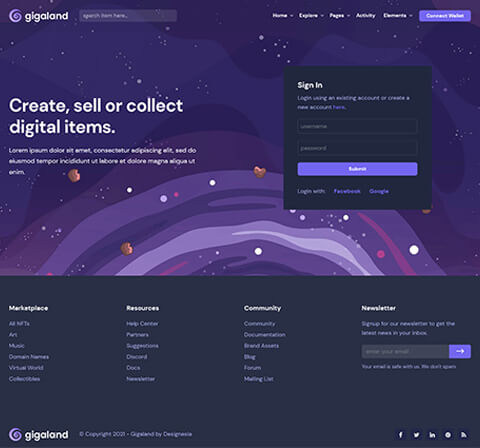 gigaland
search item here...
Home Explore Pages Activity Elements Connect Wallet
Create, sell or collect
digital items.
Lorem ipsum dolor sit amet, consectetur adipiscing elit, sed do
eiusmod tempor incididunt ut labore et dolore magna aliqua ut
enim.
Sign In
Login using an existing account or create a
new account here.
username
password
Submit
Login with: Facebook Google
Marketplace
All NFTs
Art
Music
Domain Names
Virtual World
Collectibles
Resources
Help Center
Partners
Suggestions
Discord
Docs
Newsletter
Community
Community
Documentation
Brand Assets
Blog
Forum
Mailing List
Newsletter
Signup for our newsletter to get the
latest news in your inbox.
enter your email
Your email is safe with us. We don't spam
gigaland
© Copyright 2021 - Gigaland by Designesia